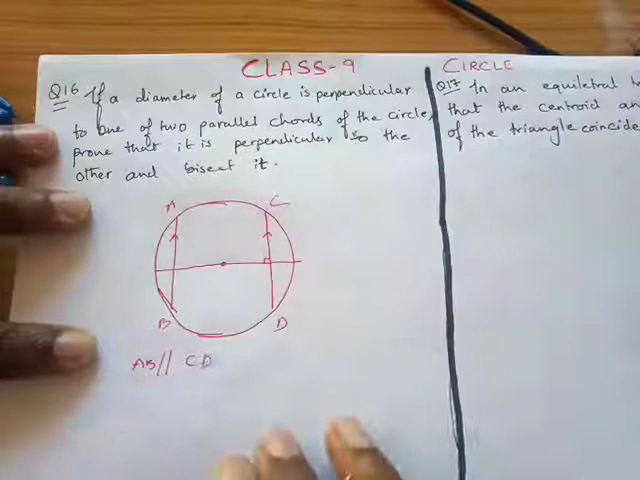 CLASS-9
Q16 If a diameter of a circle is perpendicular
to one of two parallel chords of the circle,
prove that it is perpendicular to the
other and bisect it.
A
C
B
D
AB// CD
CIRCLE
Q17 In an equiletral
that the centroid
of the triangle coincide